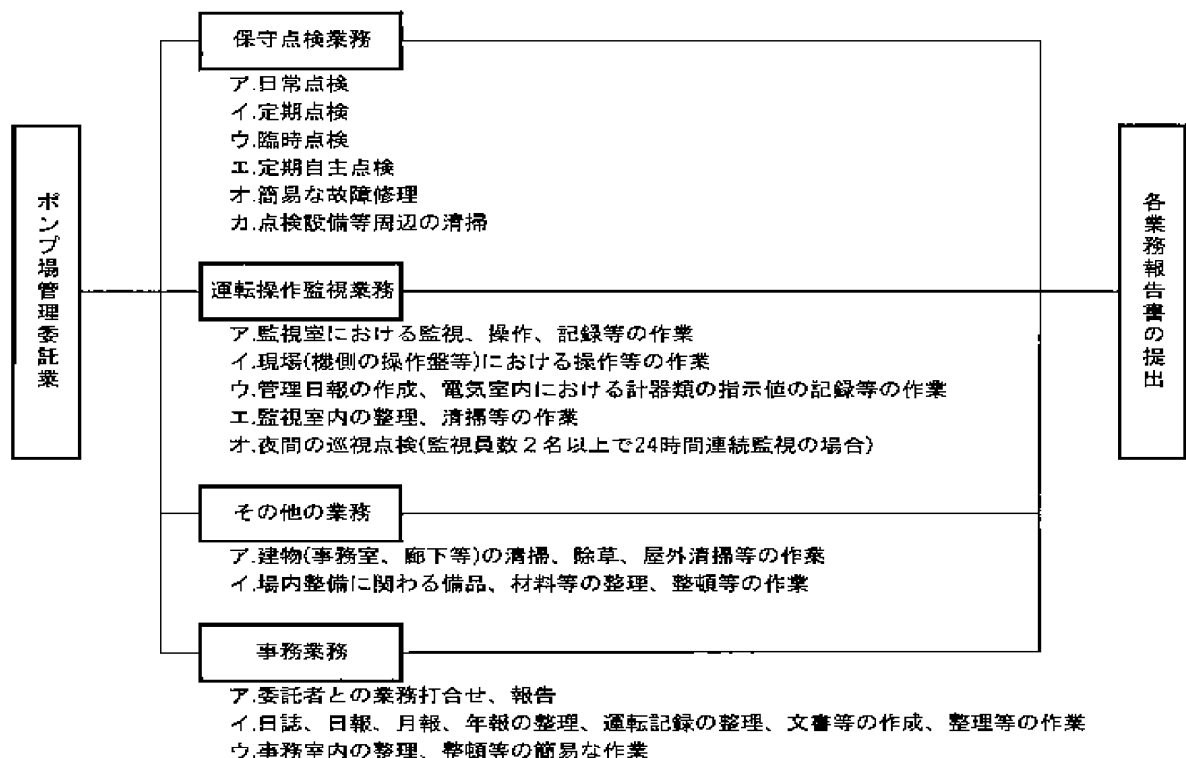 ポンプ場管理委託業
保守点検業務
ア.日常点検
イ.定期点検
ウ.臨時点検
エ.定期自主点検
オ.簡易な故障修理
カ.点検設備等周辺の清掃
運転操作監視業務
ア.監視室における監視、操作、記録等の作業
イ.現場(機側の操作盤等)における操作等の作業
ウ.管理日報の作成、電気室内における計器類の指示値の記録等の作業
エ.監視室内の整理、清掃等の作業
オ.夜間の巡視点検(監視員数2名以上で24時間連続監視の場合)
その他の業務
ア.建物(事務室、廊下等)の清掃、除草、屋外清掃等の作業
イ.場内整備に関わる備品、材料等の整理、整頓等の作業
事務業務
ア.委託者との業務打合せ、報告
イ.日誌、日報、月報、年報の整理、運転記録の整理、文書等の作成、整理等の作業
ウ.事務室内の整理、整頓等の簡易な作業
各業務報告書の提出